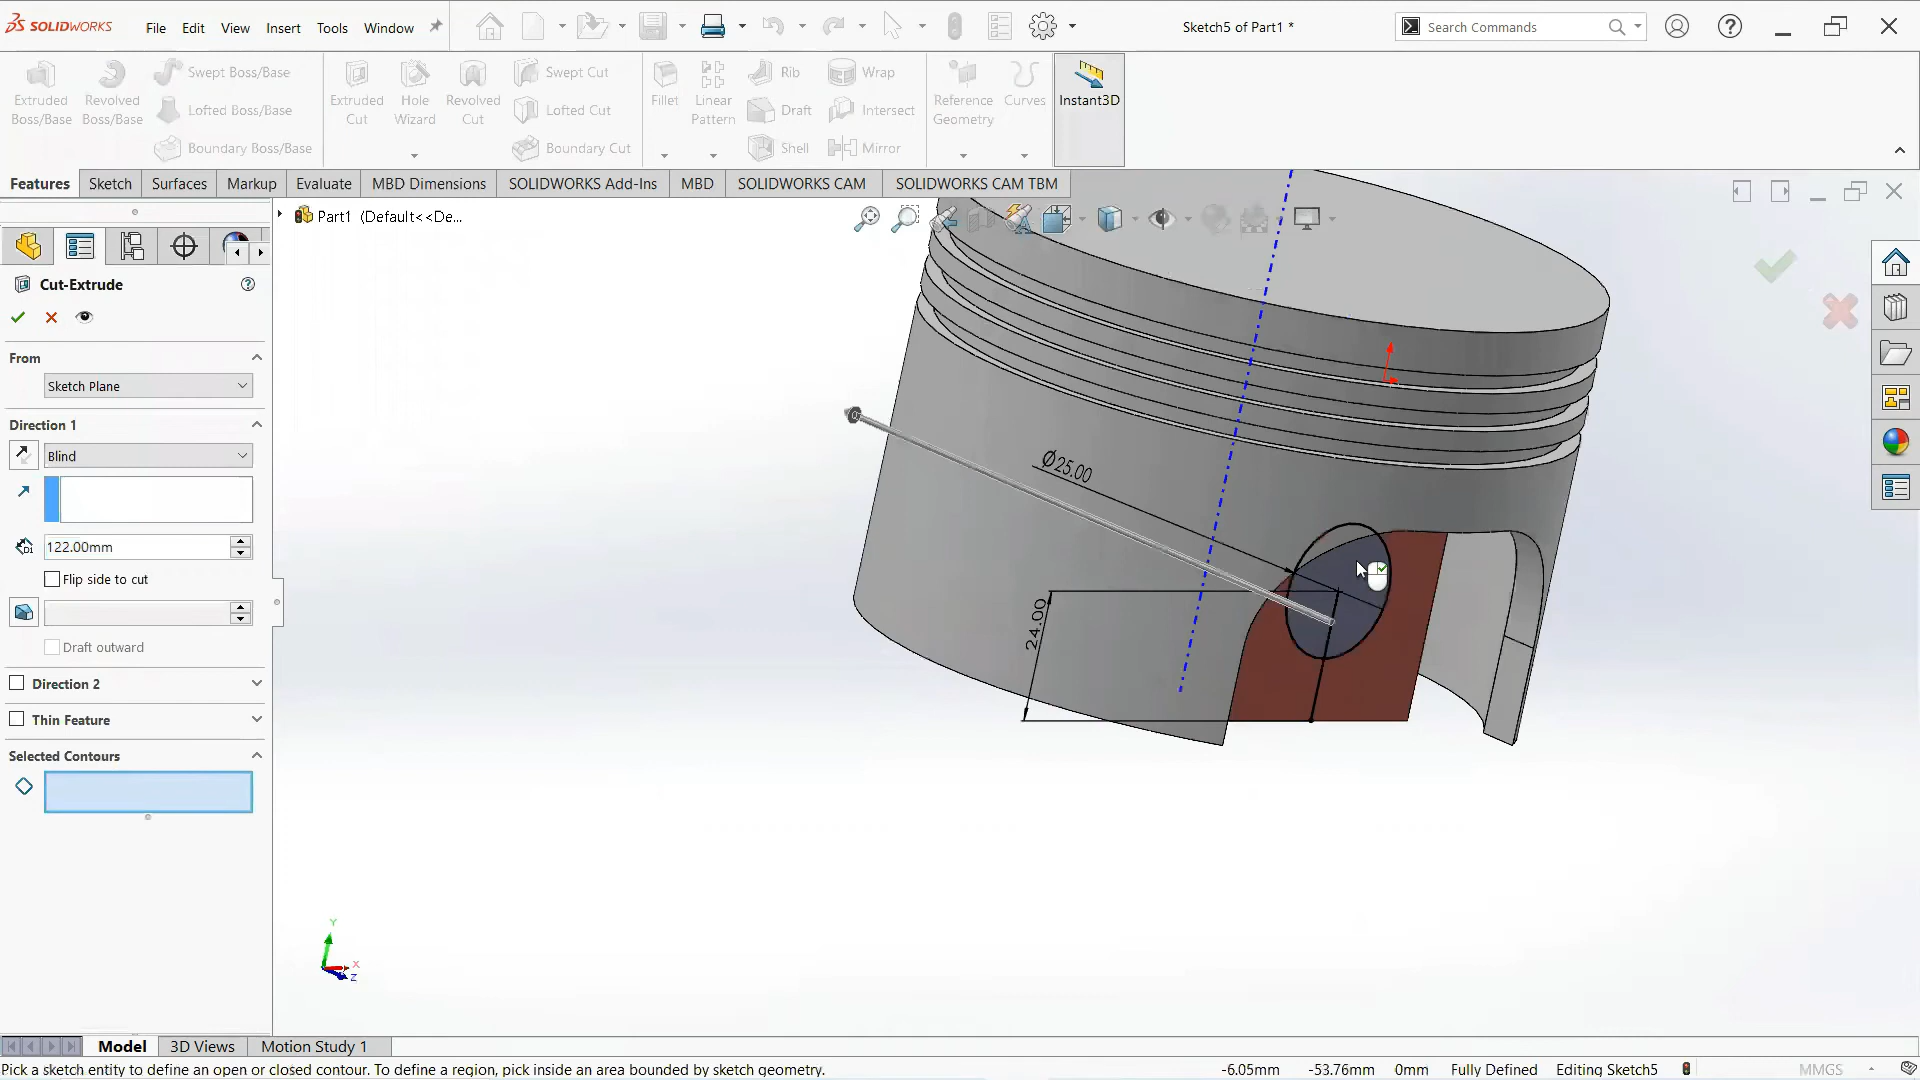 SOLIDWORKS
File Edit View Insert Tools Window
Sketch5 of Part1 *
Search Commands
Extruded Boss/Base
Revolved Boss/Base
Swept Boss/Base
Lofted Boss/Base
Boundary Boss/Base
Extruded Cut
Hole Wizard
Revolved Cut
Swept Cut
Lofted Cut
Boundary Cut
Fillet
Linear Pattern
Rib
Draft
Shell
Wrap
Intersect
Mirror
Reference Geometry
Curves
Instant3D
Features Sketch Surfaces Markup Evaluate MBD Dimensions SOLIDWORKS Add-Ins MBD SOLIDWORKS CAM SOLIDWORKS CAM TBM
Part1 (Default<<De...
Cut-Extrude
From
Sketch Plane
Direction 1
Blind
122.00mm
Flip side to cut
Draft outward
Direction 2
Thin Feature
Selected Contours
Ø25.00
24.00
Y
X
Z
Model 3D Views Motion Study 1
Pick a sketch entity to define an open or closed contour. To define a region, pick inside an area bounded by sketch geometry.
-6.05mm -53.76mm 0mm Fully Defined Editing Sketch5 MMGS